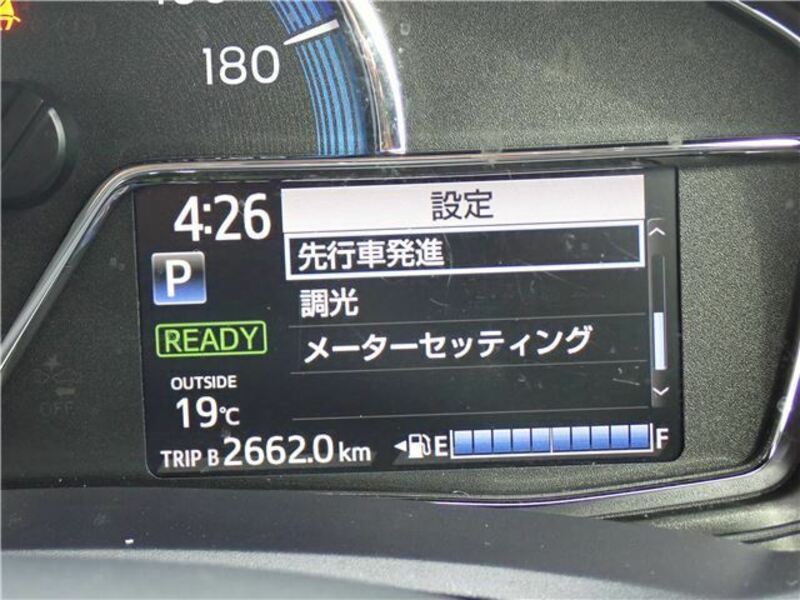 180
4:26
設定
先行車発進
P
調光
READY
メーターセッティング
OUTSIDE
19℃
TRIP B 2662.0 km
E F